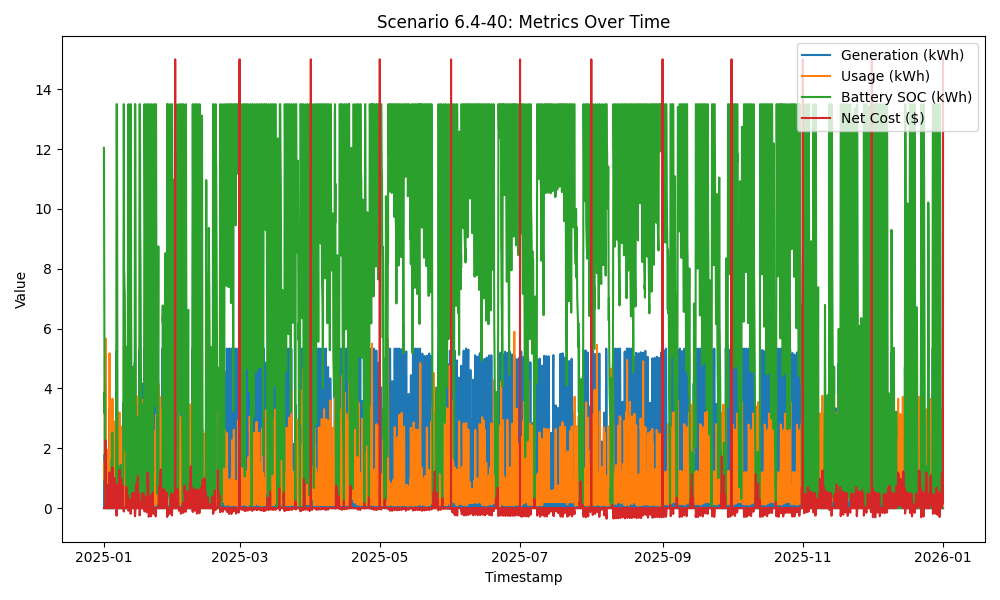 Scenario 6.4-40: Metrics Over Time
Generation (kWh)
Usage (kWh)
Battery SOC (kWh)
Net Cost ($)
Value
14
12
10
8
6
4
2
0
2025-01
2025-03
2025-05
2025-07
2025-09
2025-11
2026-01
Timestamp